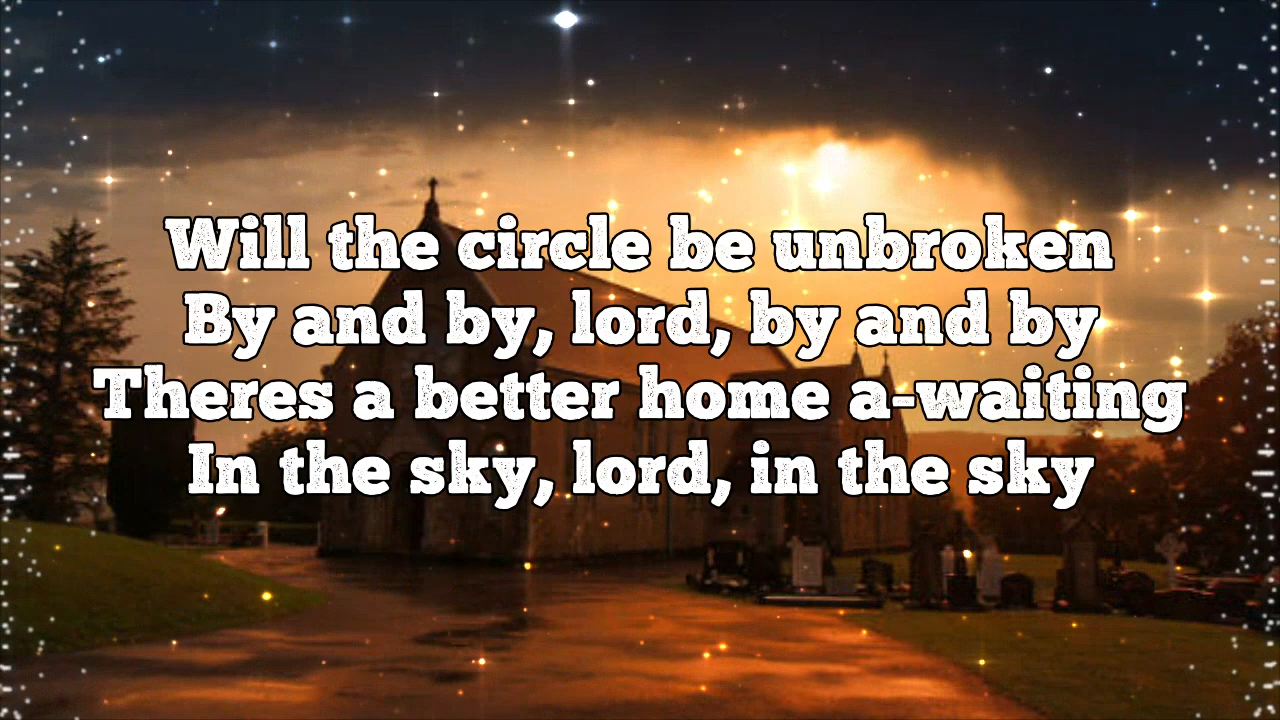 Will the circle be unbroken
By and by, lord, by and by
Theres a better home a-waiting
In the sky, lord, in the sky